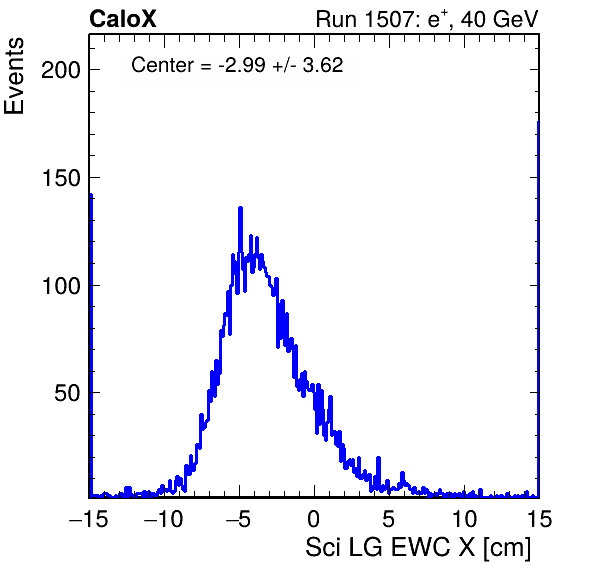 CaloX
Run 1507: e+, 40 GeV
Events
Center = -2.99 +/- 3.62
200
150
100
50
−15 −10 −5 0 5 10 15
Sci LG EWC X [cm]